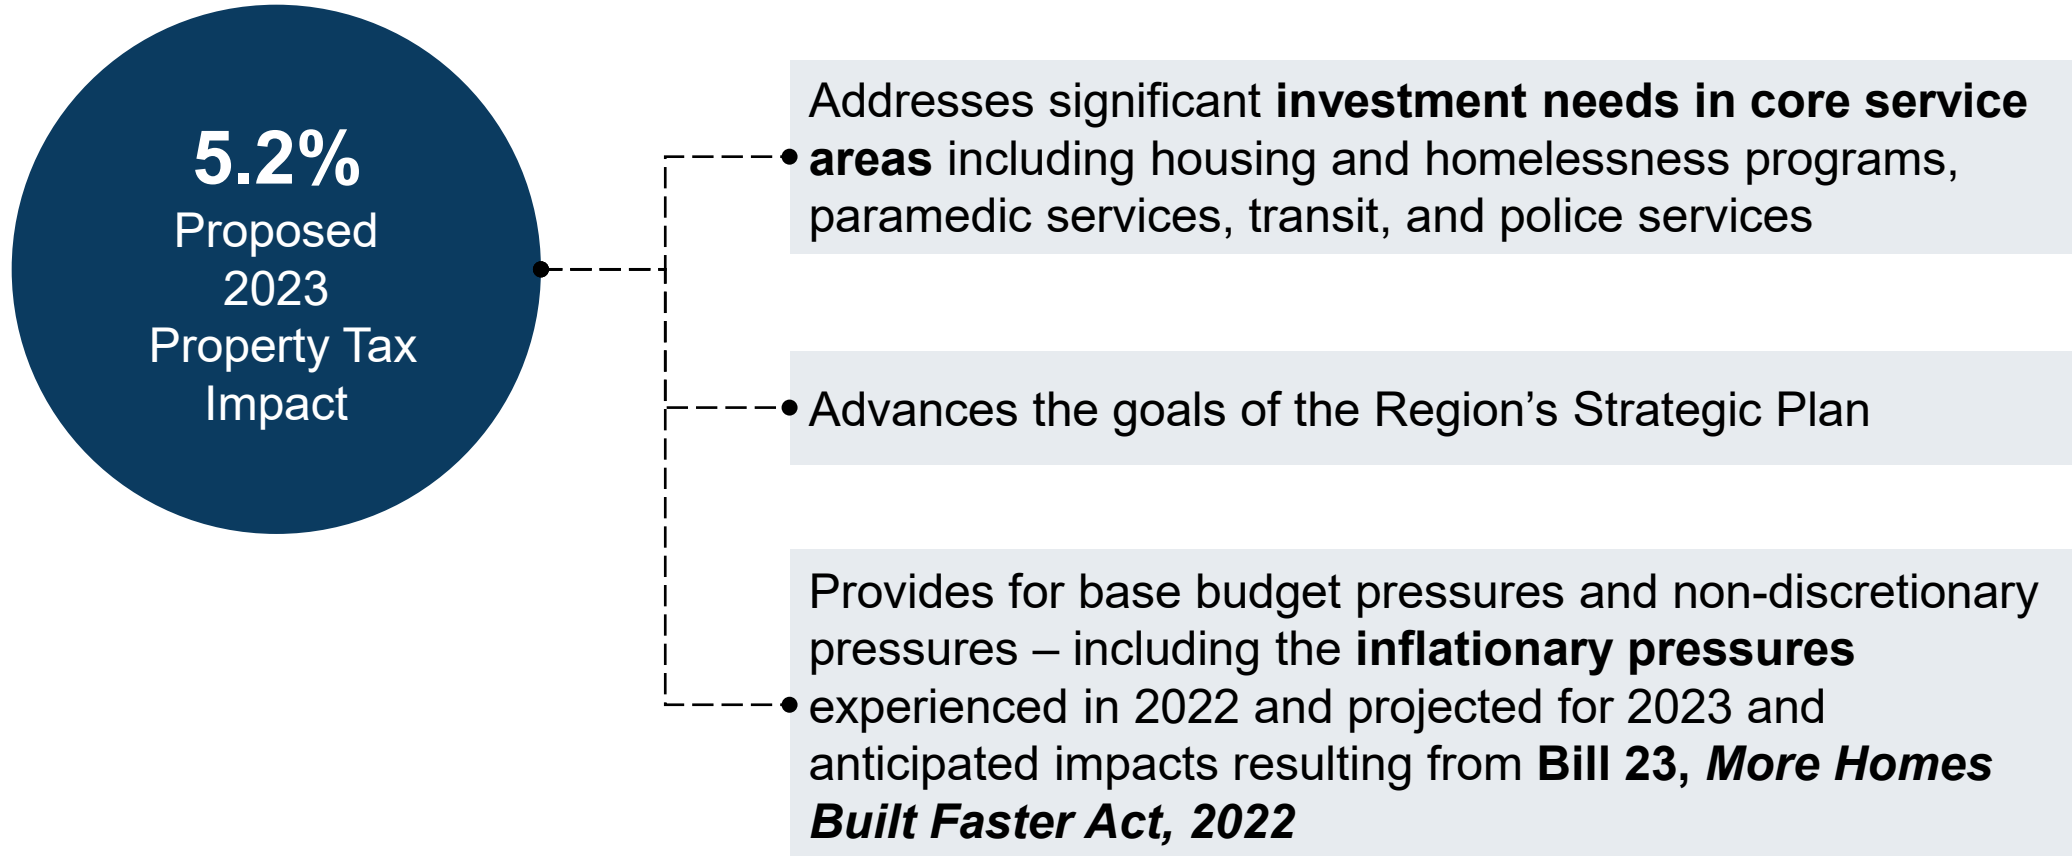 5.2%
Proposed
2023
Property Tax
Impact
Addresses significant investment needs in core service
areas including housing and homelessness programs,
paramedic services, transit, and police services
Advances the goals of the Region’s Strategic Plan
Provides for base budget pressures and non-discretionary
pressures – including the inflationary pressures
experienced in 2022 and projected for 2023 and
anticipated impacts resulting from Bill 23, More Homes
Built Faster Act, 2022